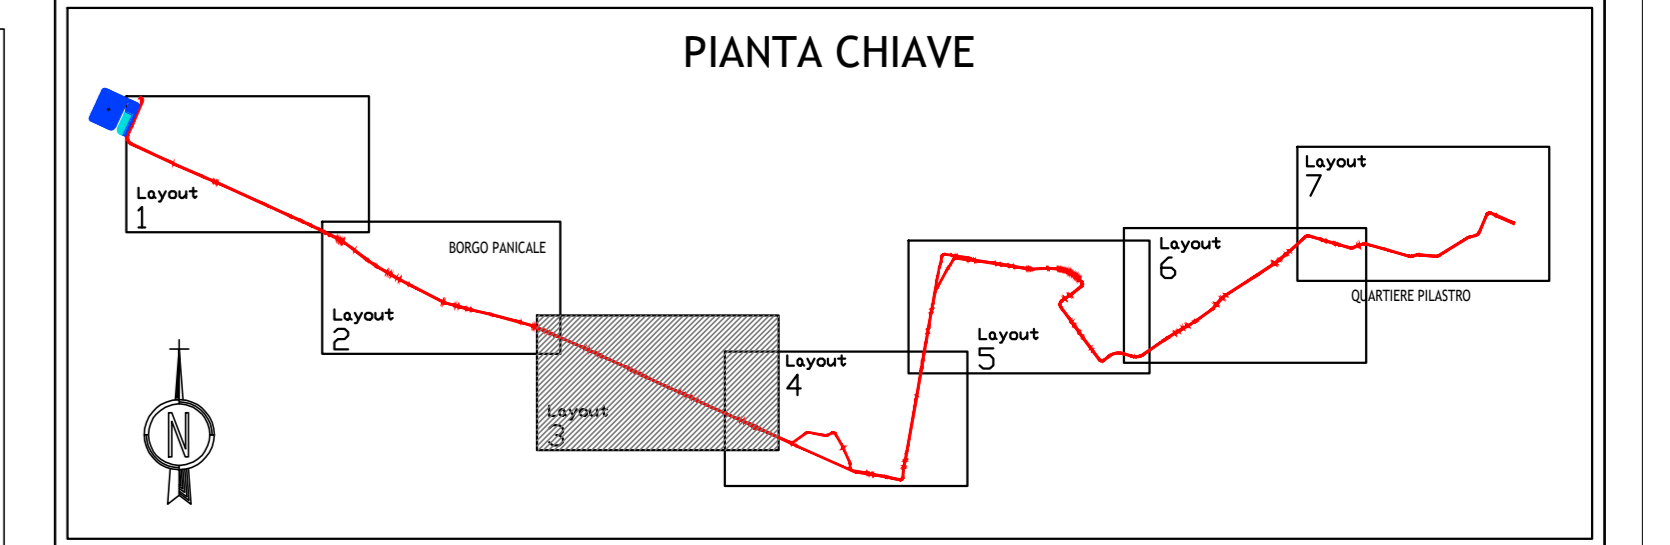 PIANTA CHIAVE
Layout
1
BORGO PANICALE
Layout
2
Layout
3
Layout
4
Layout
5
Layout
6
Layout
7
QUARTIERE PILASTRO
N